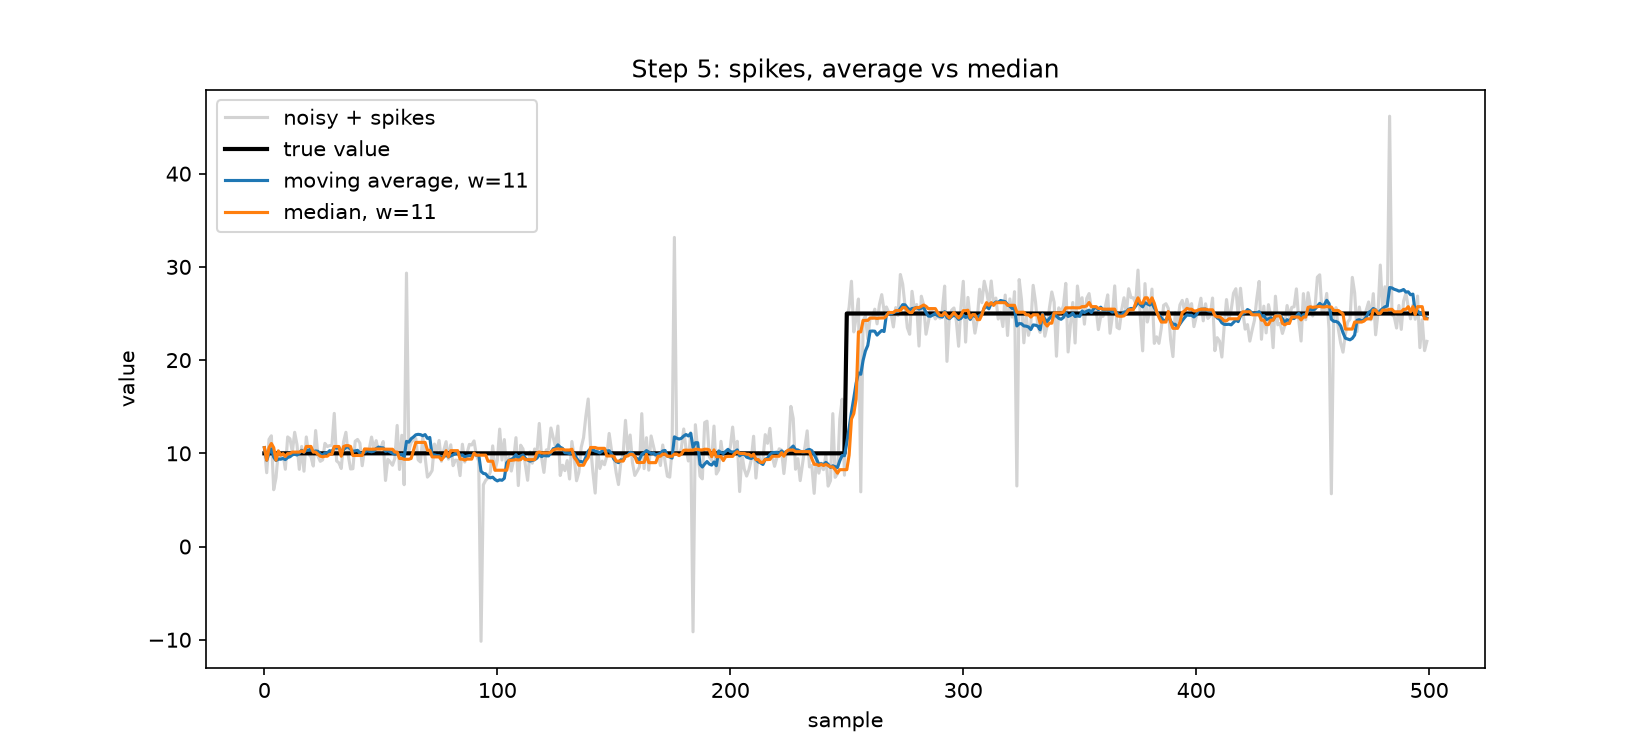 Step 5: spikes, average vs median
noisy + spikes
true value
moving average, w=11
median, w=11
value
40
30
20
10
0
−10
0 100 200 300 400 500
sample